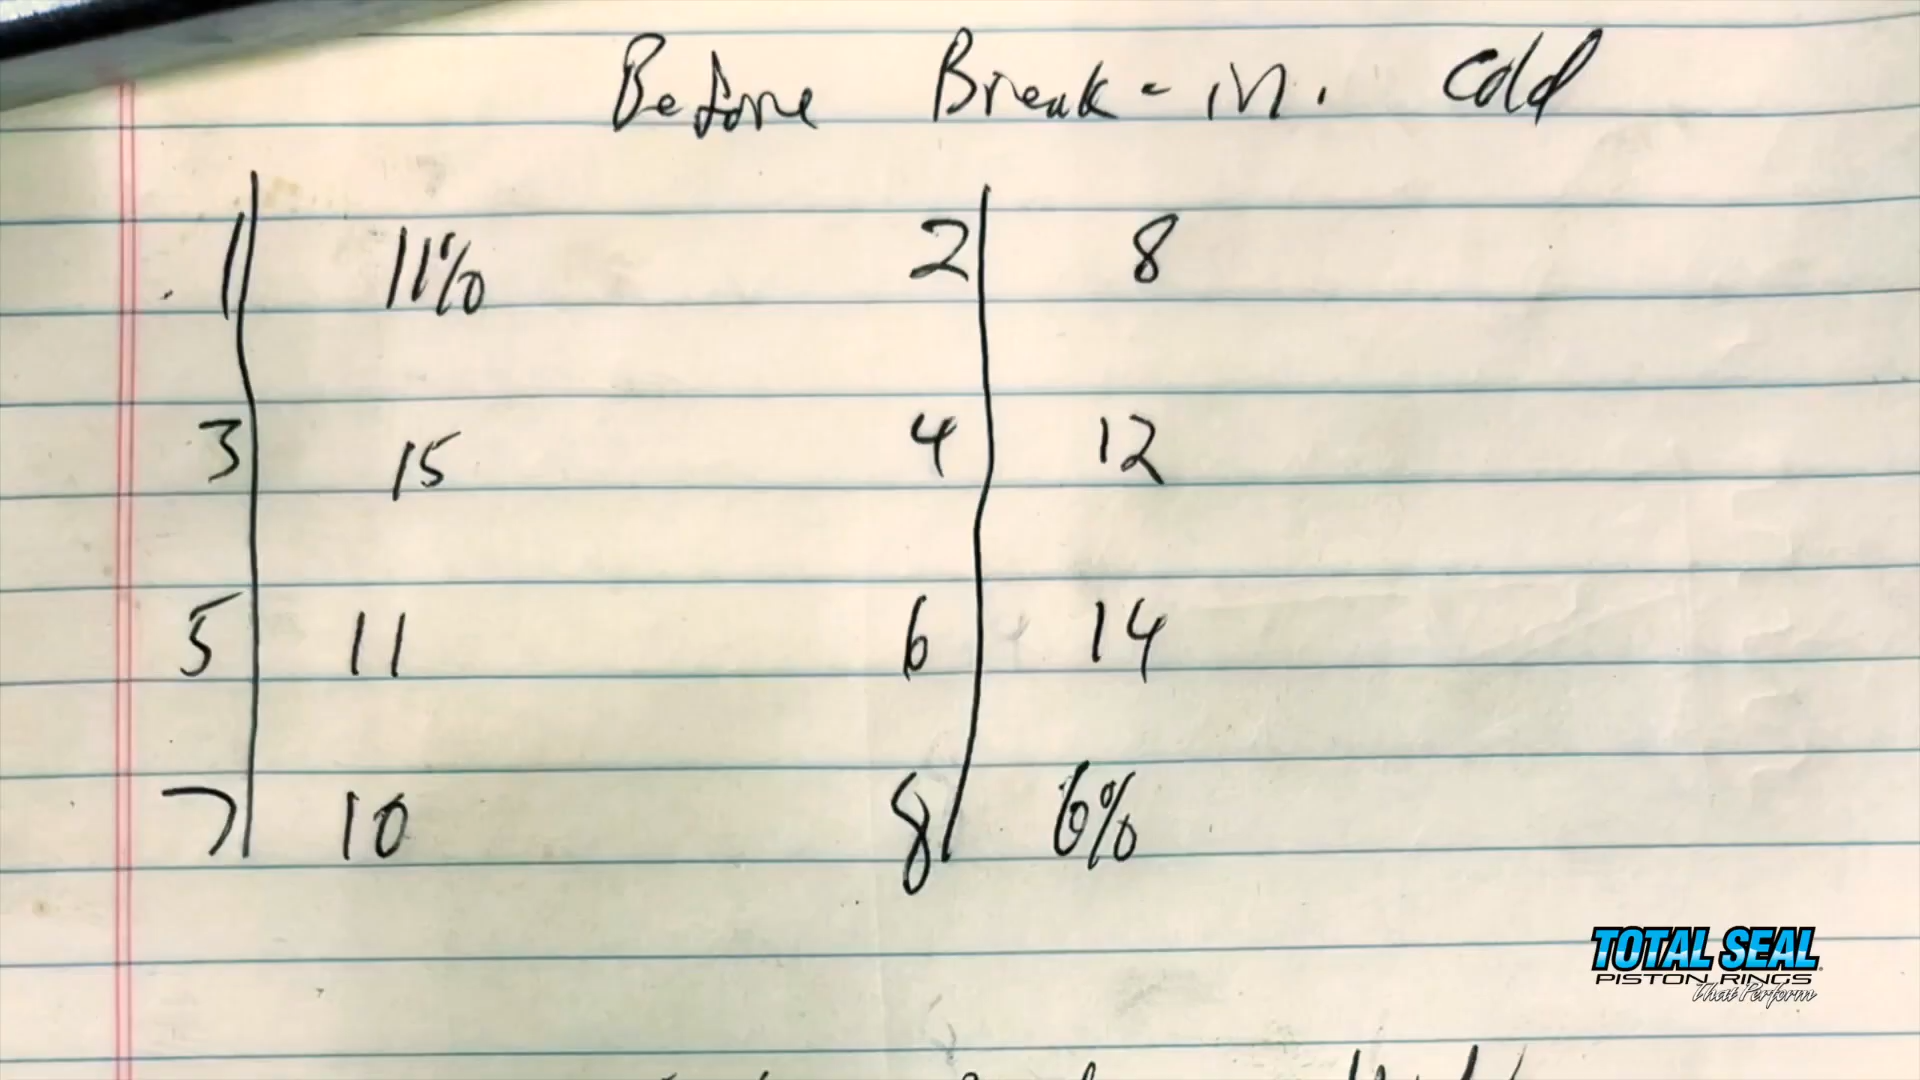 Before Break-in. Cold
1 11% 2 8
3 15 4 12
5 11 6 14
7 10 8 6%
TOTAL SEAL
PISTON RINGS
That Perform